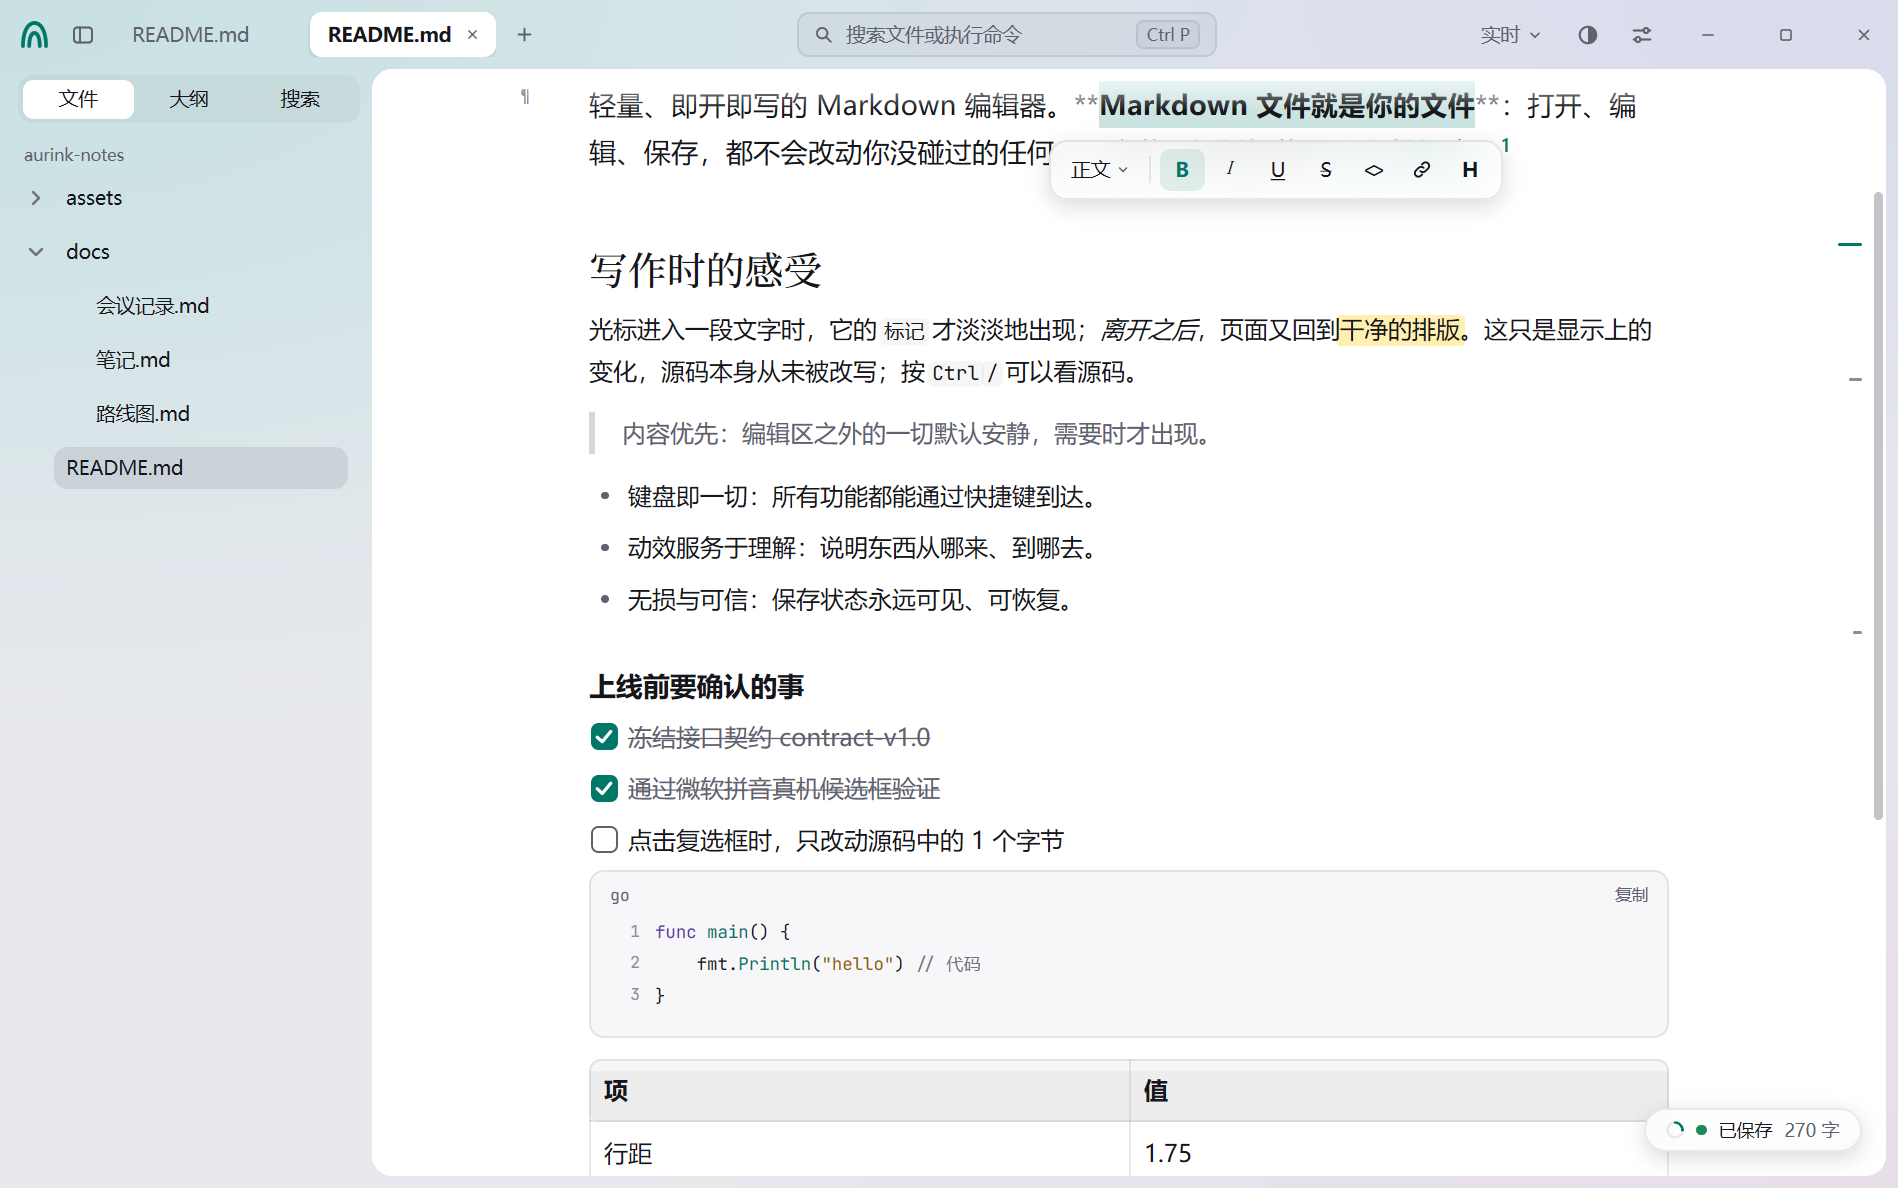 README.md
README.md
搜索文件或执行命令
Ctrl P
实时
文件
大纲
搜索
aurink-notes
assets
docs
会议记录.md
笔记.md
路线图.md
README.md
¶
轻量、即开即写的 Markdown 编辑器。**Markdown 文件就是你的文件**：打开、编
辑、保存，都不会改动你没碰过的任何
1
正文
B
I
U
S
<>
H
写作时的感受
光标进入一段文字时，它的 标记 才淡淡地出现；离开之后，页面又回到干净的排版。这只是显示上的
变化，源码本身从未被改写；按 Ctrl / 可以看源码。
内容优先：编辑区之外的一切默认安静，需要时才出现。
• 键盘即一切：所有功能都能通过快捷键到达。
• 动效服务于理解：说明东西从哪来、到哪去。
• 无损与可信：保存状态永远可见、可恢复。
上线前要确认的事
冻结接口契约 contract-v1.0
通过微软拼音真机候选框验证
点击复选框时，只改动源码中的 1 个字节
go
复制
1 func main() {
2 fmt.Println("hello") // 代码
3 }
项
值
行距
1.75
已保存 270 字